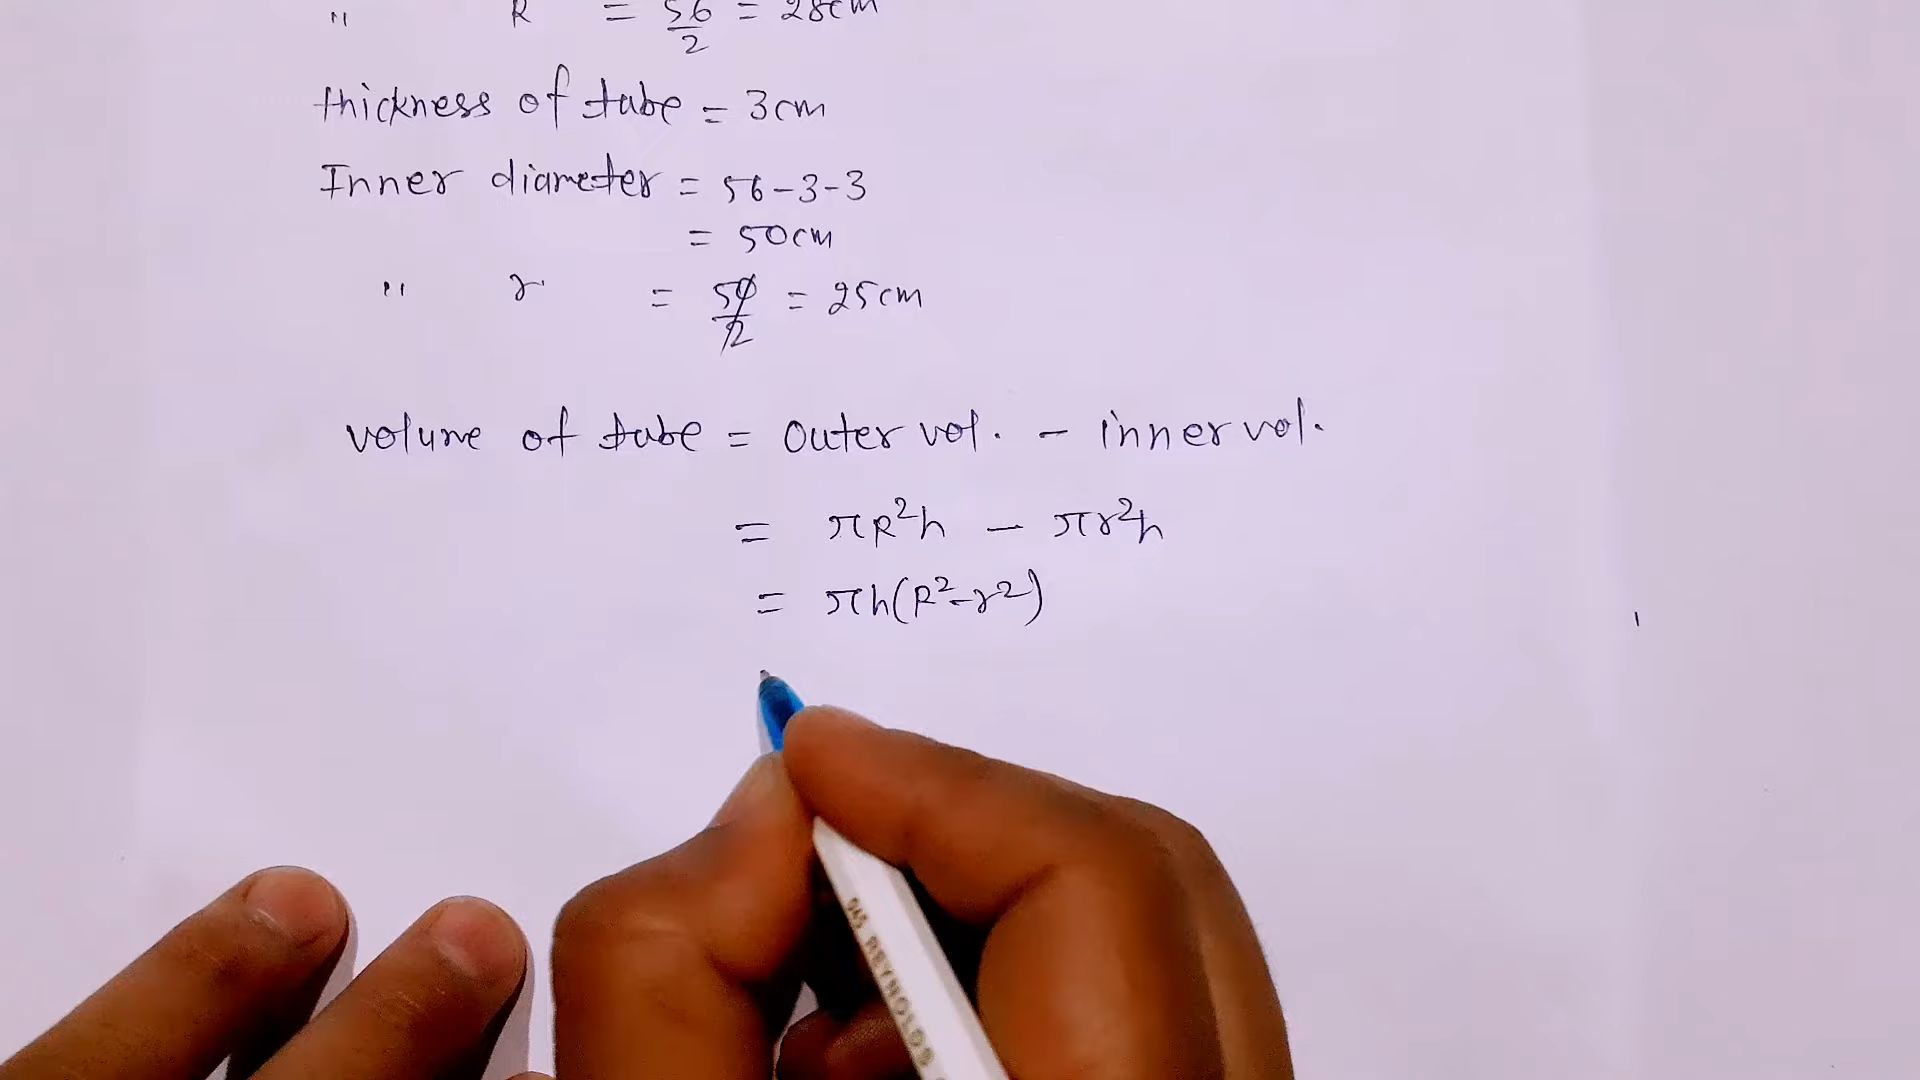 " R = 56/2 = 28cm
thickness of tube = 3cm
Inner diameter = 56-3-3
= 50cm
" r = 50/2 = 25cm
volume of tube = outer vol. - inner vol.
= πR²h - πr²h
= πh(R²-r²)
045 REYNOLDS